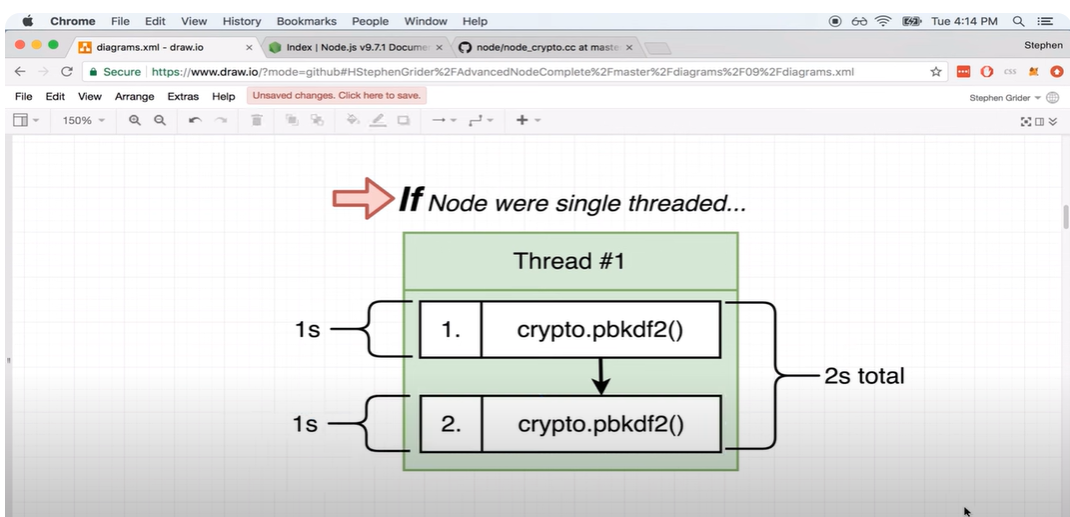 Chrome File Edit View History Bookmarks People Window Help Tue 4:14 PM
diagrams.xml - draw.io × Index | Node.js v9.7.1 Docume × node/node_crypto.cc at maste × Stephen
Secure https://www.draw.io/?mode=github#HStephenGrider%2FAdvancedNodeComplete%2Fmaster%2Fdiagrams%2F09%2Fdiagrams.xml CSS
File Edit View Arrange Extras Help Unsaved changes. Click here to save. Stephen Grider
150%
If Node were single threaded...
Thread #1
1s 1. crypto.pbkdf2()
2s total
1s 2. crypto.pbkdf2()